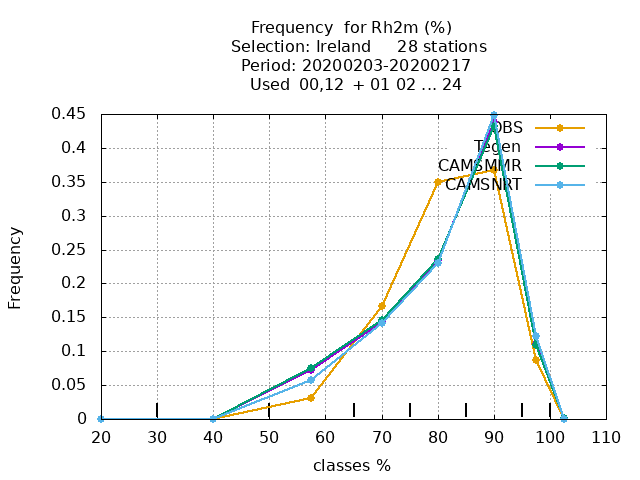 Frequency for Rh2m (%)
Selection: Ireland 28 stations
Period: 20200203-20200217
Used 00,12 + 01 02 ... 24
0.45
0.4
0.35
0.3
0.25
0.2
0.15
0.1
0.05
0
Frequency
OBS
Tegen
CAMSMMR
CAMSNRT
20 30 40 50 60 70 80 90 100 110
classes %